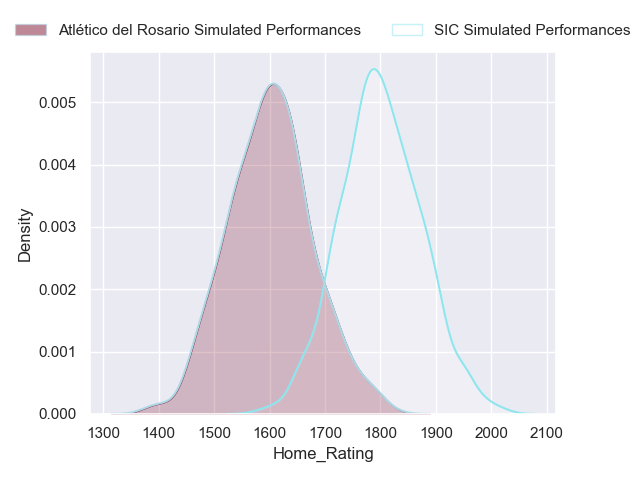 Atlético del Rosario Simulated Performances SIC Simulated Performances
Density
0.005
0.004
0.003
0.002
0.001
0.000
1300 1400 1500 1600 1700 1800 1900 2000 2100
Home_Rating